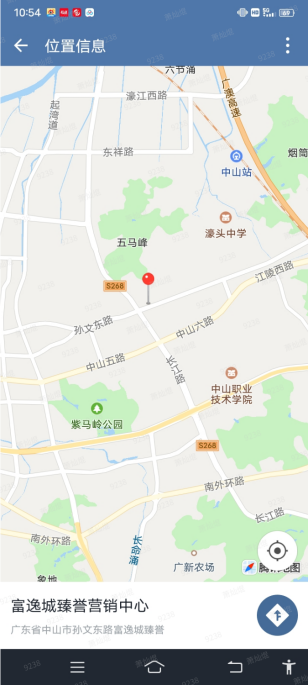 10:54
HD
5G
位置信息
六节涌
濠江西路
起湾道
广澳高速
东祥路
中山站
烟筒
濠头中学
五马峰
江陵西路
S268
孙文东路
中山六路
中山五路
长江路
中山职业
技术学院
紫马岭公园
S268
南外环路
长江路
南外环路
长命涌
广新农场
腾讯地图
象地
富逸城臻誉营销中心
广东省中山市孙文东路富逸城臻誉